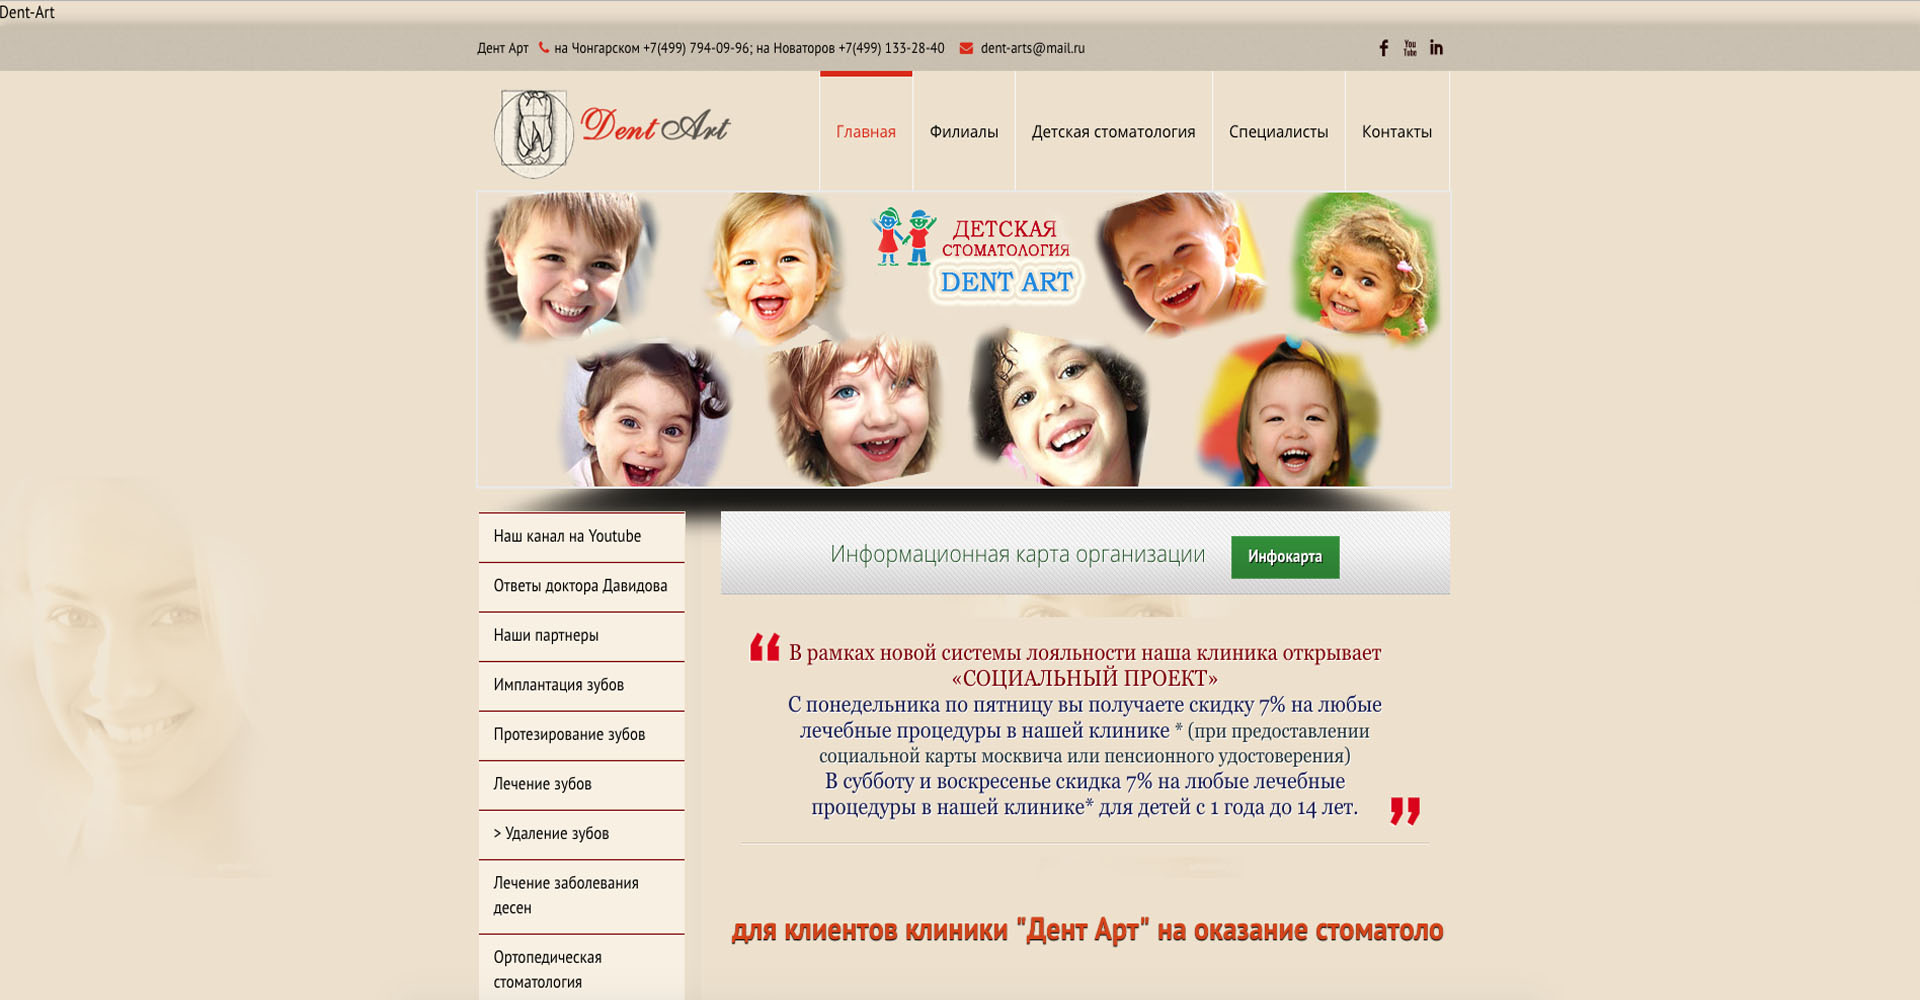 Dent-Art
Дент Арт на Чонгарском +7(499) 794-09-96; на Новаторов +7(499) 133-28-40 dent-arts@mail.ru
You
Tube
Dent Art
Главная
Филиалы
Детская стоматология
Специалисты
Контакты
ДЕТСКАЯ
СТОМАТОЛОГИЯ
DENT ART
Наш канал на Youtube
Ответы доктора Давидова
Наши партнеры
Имплантация зубов
Протезирование зубов
Лечение зубов
> Удаление зубов
Лечение заболевания
десен
Ортопедическая
стоматология
Информационная карта организации
Инфокарта
В рамках новой системы лояльности наша клиника открывает
«СОЦИАЛЬНЫЙ ПРОЕКТ»
С понедельника по пятницу вы получаете скидку 7% на любые
лечебные процедуры в нашей клинике * (при предоставлении
социальной карты москвича или пенсионного удостоверения)
В субботу и воскресенье скидка 7% на любые лечебные
процедуры в нашей клинике* для детей с 1 года до 14 лет.
для клиентов клиники "Дент Арт" на оказание стоматоло